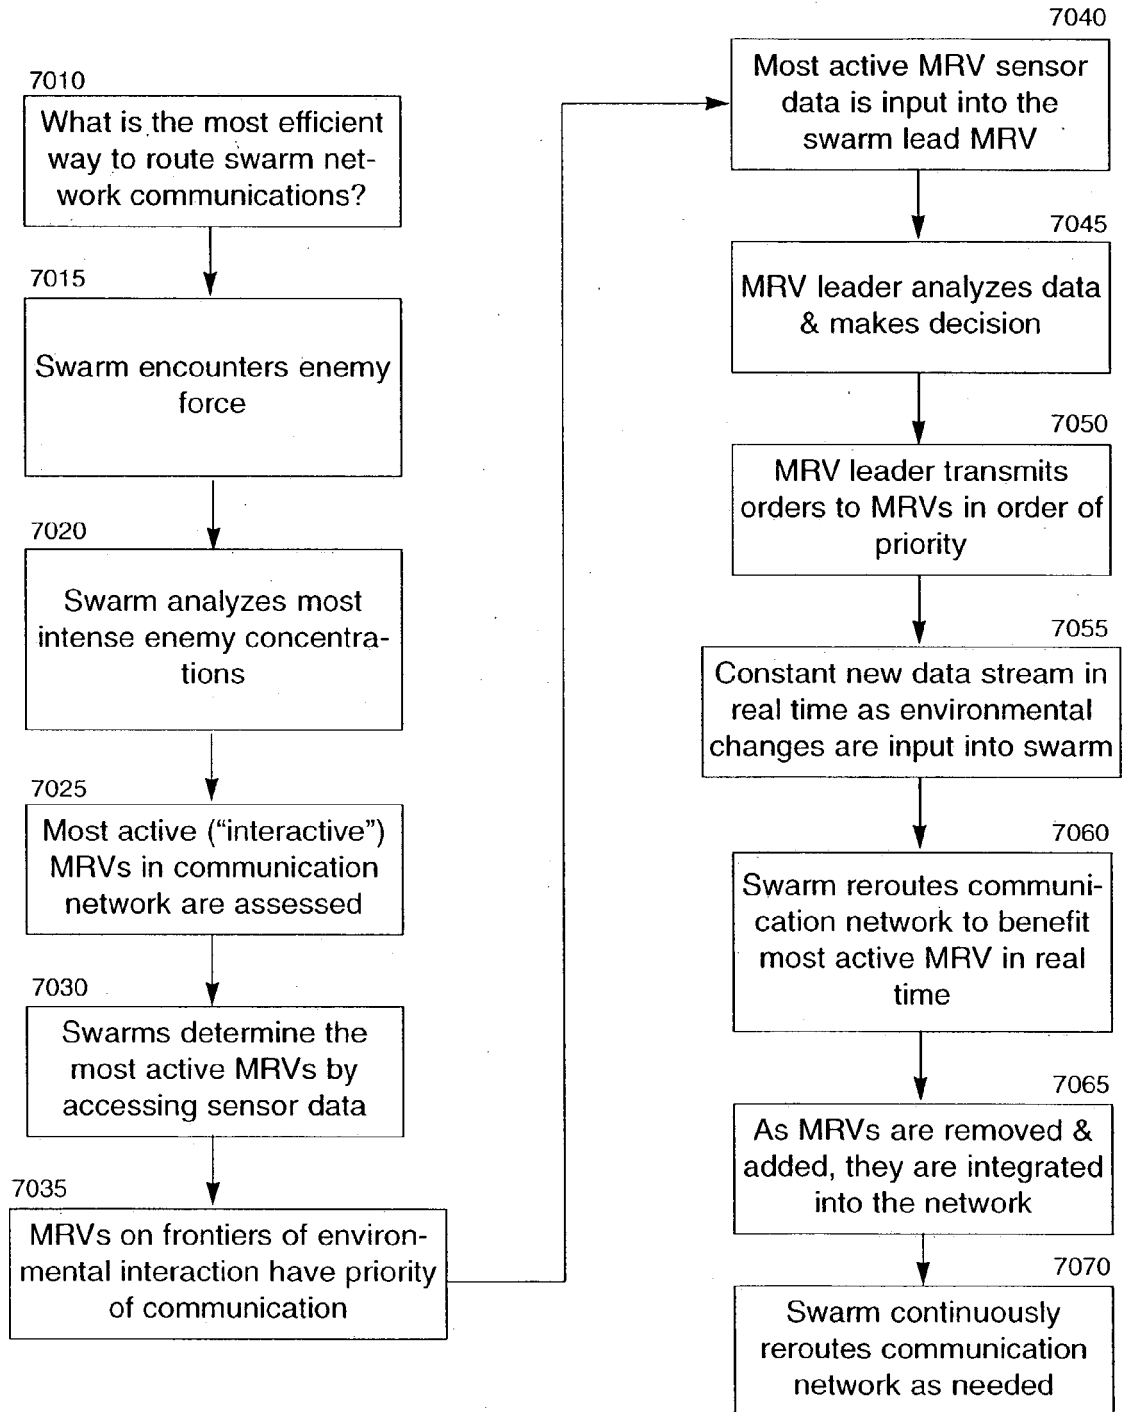 7010
What is the most efficient
way to route swarm net-
work communications?
7015
Swarm encounters enemy
force
7020
Swarm analyzes most
intense enemy concentra-
tions
7025
Most active (“interactive”)
MRVs in communication
network are assessed
7030
Swarms determine the
most active MRVs by
accessing sensor data
7035
MRVs on frontiers of environ-
mental interaction have priority
of communication
7040
Most active MRV sensor
data is input into the
swarm lead MRV
7045
MRV leader analyzes data
& makes decision
7050
MRV leader transmits
orders to MRVs in order of
priority
7055
Constant new data stream in
real time as environmental
changes are input into swarm
7060
Swarm reroutes communi-
cation network to benefit
most active MRV in real
time
7065
As MRVs are removed &
added, they are integrated
into the network
7070
Swarm continuously
reroutes communication
network as needed